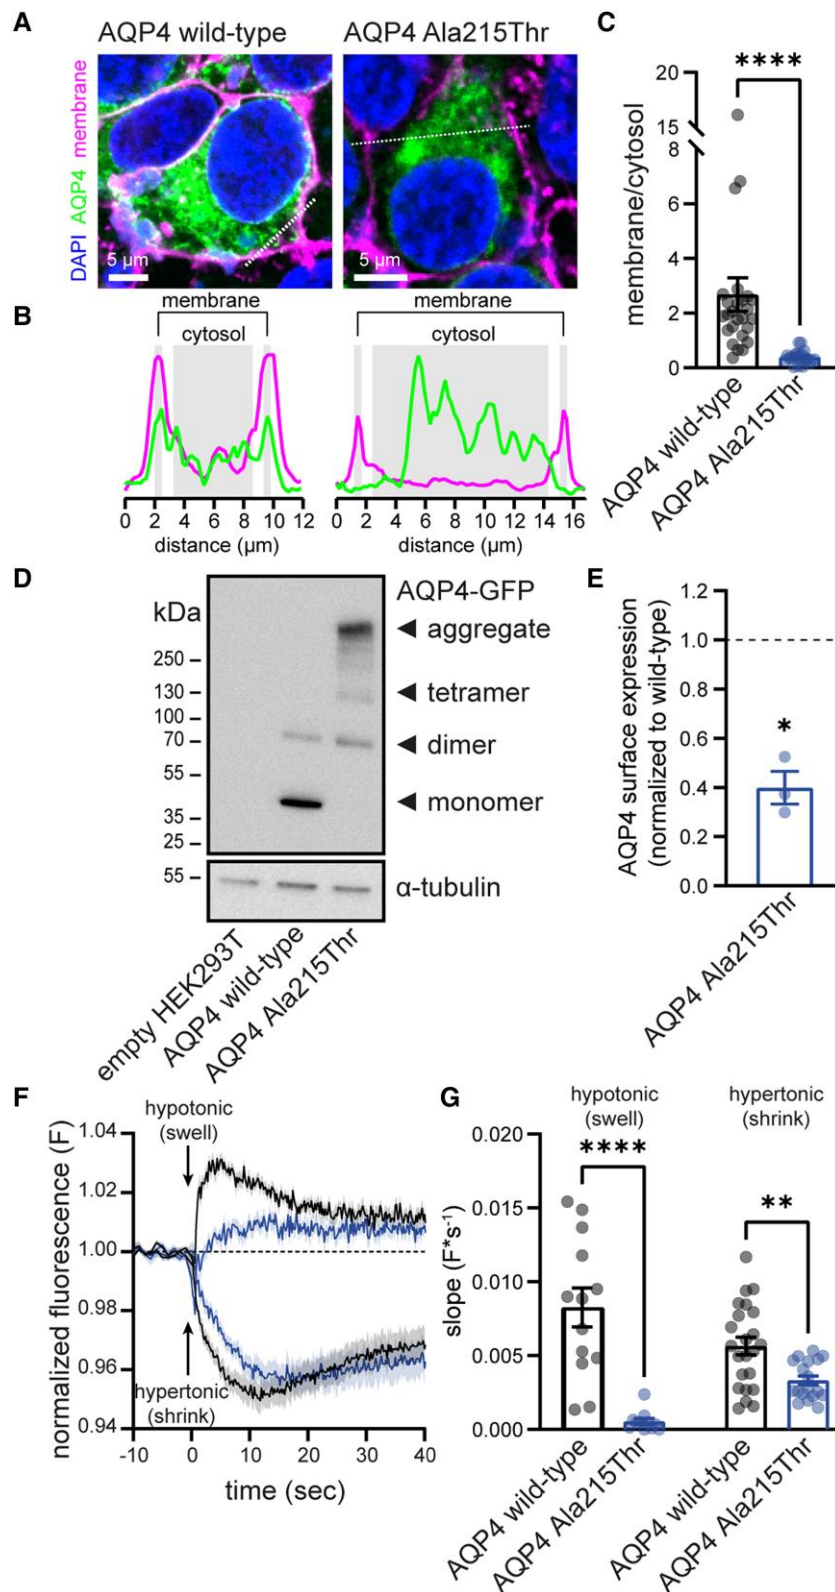 A
AQP4 wild-type
AQP4 Ala215Thr
DAPI AQP4 membrane
5 µm
5 µm
B
membrane
cytosol
membrane
cytosol
0 2 4 6 8 10 12
distance (µm)
0 2 4 6 8 10 12 14 16
distance (µm)
C
****
20
15
8
6
4
2
0
membrane/cytosol
AQP4 wild-type
AQP4 Ala215Thr
D
kDa
AQP4-GFP
250
130
100
70
55
35
25
55
aggregate
tetramer
dimer
monomer
α-tubulin
empty HEK293T
AQP4 wild-type
AQP4 Ala215Thr
E
1.2
1.0
0.8
0.6
0.4
0.2
0.0
AQP4 surface expression
(normalized to wild-type)
*
AQP4 Ala215Thr
F
hypotonic
(swell)
1.04
1.02
1.00
0.98
0.96
0.94
normalized fluorescence (F)
hypertonic
(shrink)
-10 0 10 20 30 40
time (sec)
G
hypotonic
(swell)
hypertonic
(shrink)
0.020
0.015
0.010
0.005
0.000
slope (F*s⁻¹)
****
**
AQP4 wild-type
AQP4 Ala215Thr
AQP4 wild-type
AQP4 Ala215Thr